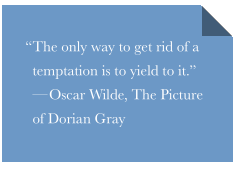 “The only way to get rid of a
temptation is to yield to it.”
—Oscar Wilde, The Picture
of Dorian Gray